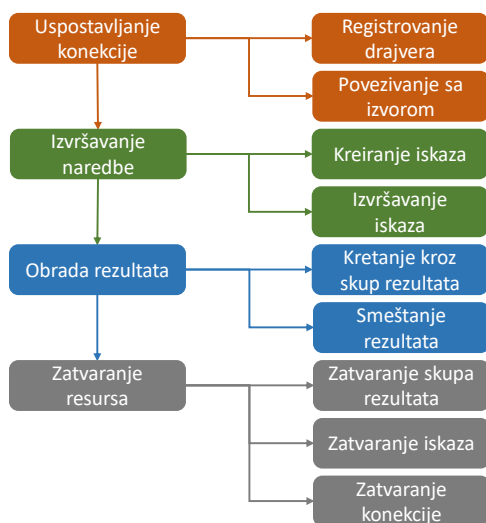 Uspostavljanje
konekcije
Registrovanje
drajvera
Povezivanje sa
izvorom
Izvršavanje
naredbe
Kreiranje iskaza
Izvršavanje
iskaza
Obrada rezultata
Kretanje kroz
skup rezultata
Smeštanje
rezultata
Zatvaranje
resursa
Zatvaranje skupa
rezultata
Zatvaranje iskaza
Zatvaranje
konekcije